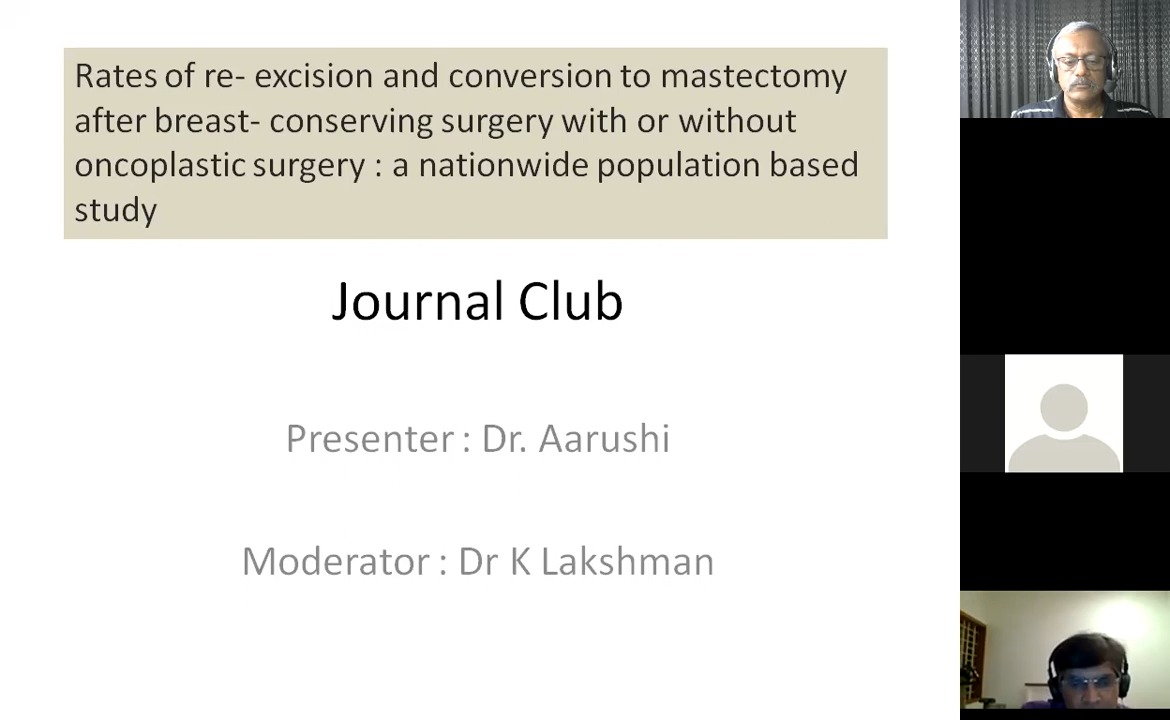 Rates of re- excision and conversion to mastectomy
after breast- conserving surgery with or without
oncoplastic surgery : a nationwide population based
study
Journal Club
Presenter : Dr. Aarushi
Moderator : Dr K Lakshman